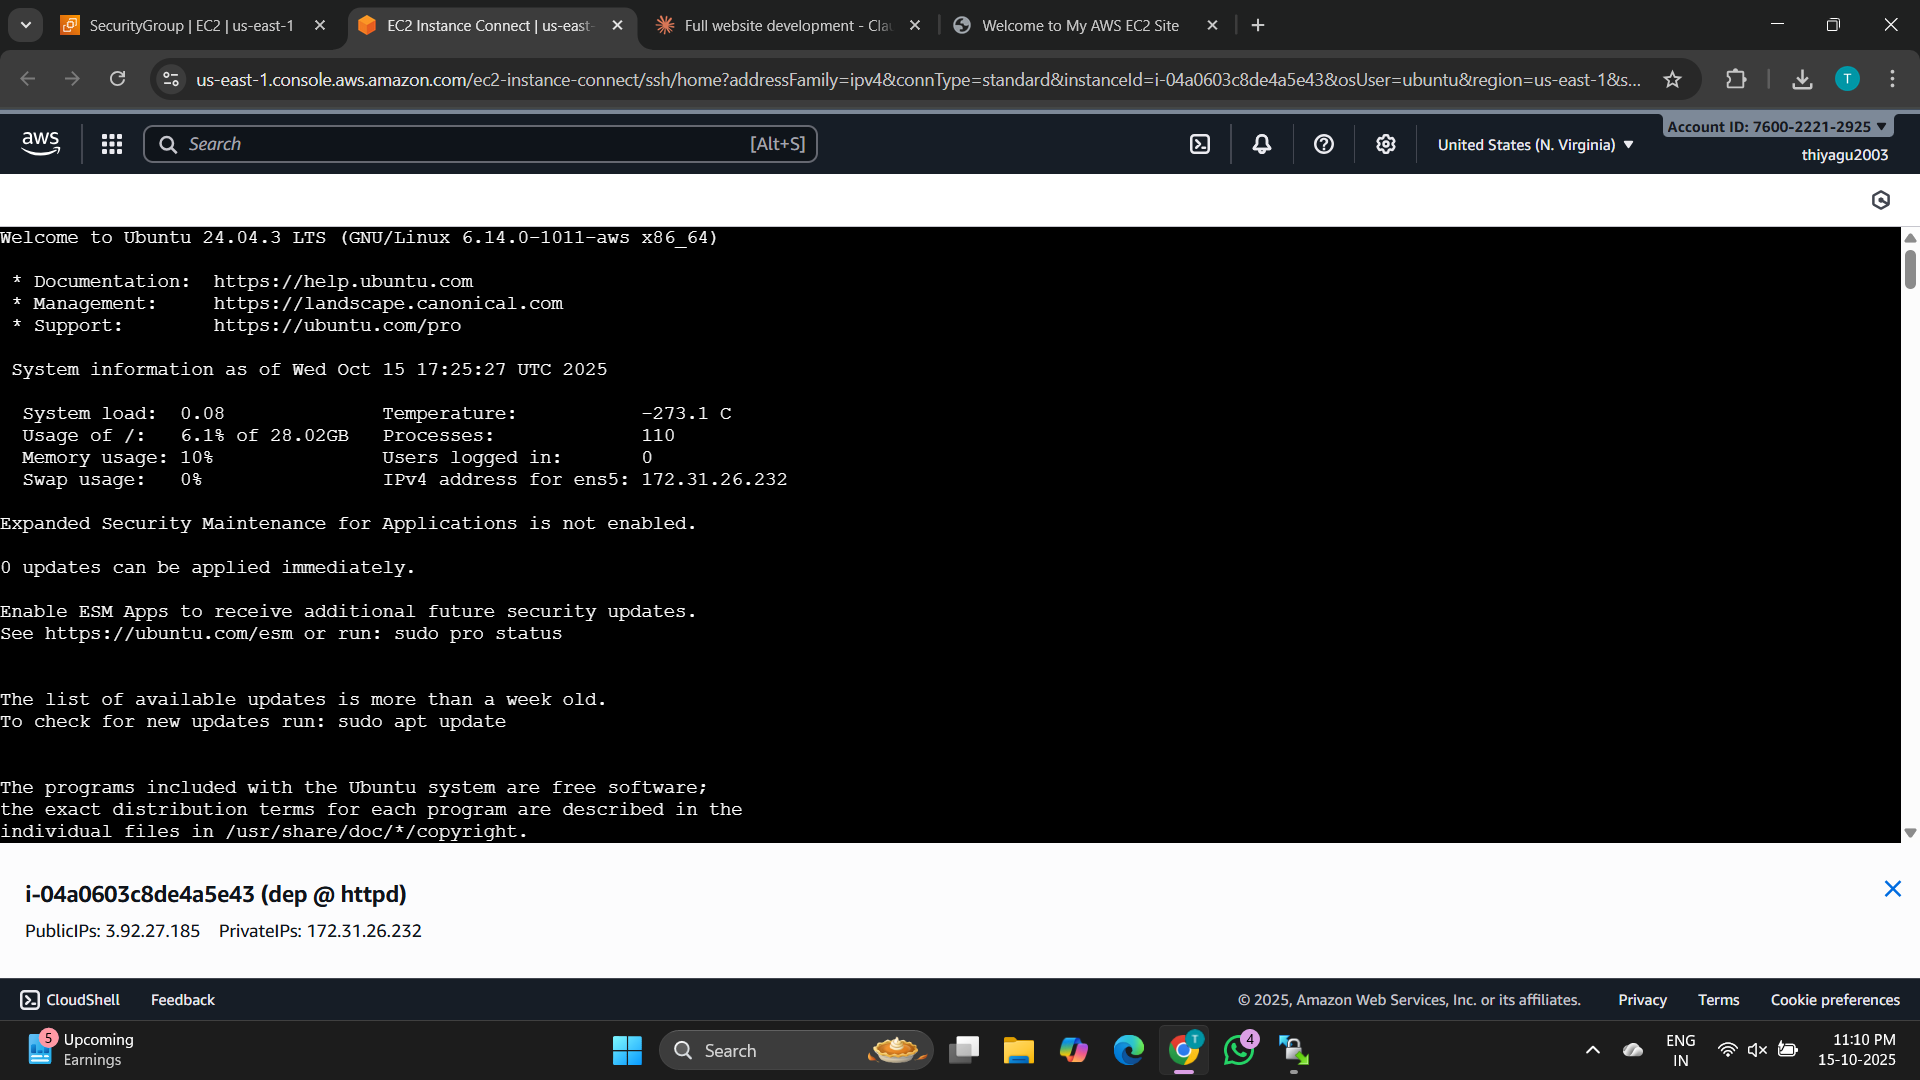 SecurityGroup | EC2 | us-east-1
EC2 Instance Connect | us-east-
Full website development - Cla
Welcome to My AWS EC2 Site
us-east-1.console.aws.amazon.com/ec2-instance-connect/ssh/home?addressFamily=ipv4&connType=standard&instanceId=i-04a0603c8de4a5e43&osUser=ubuntu&region=us-east-1&s...
T
aws
Search
[Alt+S]
United States (N. Virginia)
Account ID: 7600-2221-2925
thiyagu2003
Welcome to Ubuntu 24.04.3 LTS (GNU/Linux 6.14.0-1011-aws x86_64)
* Documentation:  https://help.ubuntu.com
* Management:     https://landscape.canonical.com
* Support:        https://ubuntu.com/pro
System information as of Wed Oct 15 17:25:27 UTC 2025
System load:  0.08              Temperature:           -273.1 C
Usage of /:   6.1% of 28.02GB   Processes:             110
Memory usage: 10%               Users logged in:       0
Swap usage:   0%                IPv4 address for ens5: 172.31.26.232
Expanded Security Maintenance for Applications is not enabled.
0 updates can be applied immediately.
Enable ESM Apps to receive additional future security updates.
See https://ubuntu.com/esm or run: sudo pro status
The list of available updates is more than a week old.
To check for new updates run: sudo apt update
The programs included with the Ubuntu system are free software;
the exact distribution terms for each program are described in the
individual files in /usr/share/doc/*/copyright.
i-04a0603c8de4a5e43 (dep @ httpd)
PublicIPs: 3.92.27.185 PrivateIPs: 172.31.26.232
CloudShell
Feedback
© 2025, Amazon Web Services, Inc. or its affiliates.
Privacy
Terms
Cookie preferences
5
Upcoming
Earnings
Search
T
4
ENG
IN
11:10 PM
15-10-2025